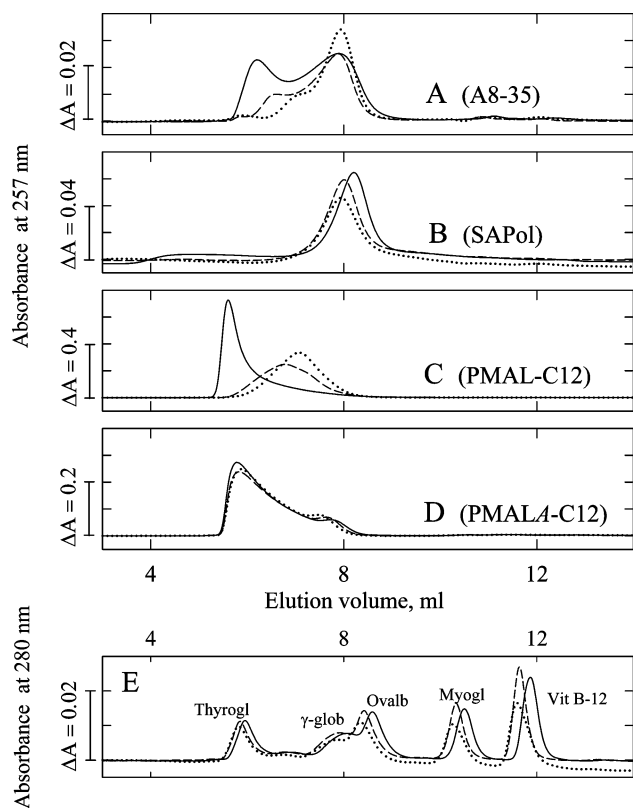 Absorbance at 257 nm
ΔA = 0.02
A (A8-35)
ΔA = 0.04
B (SAPol)
ΔA = 0.4
C (PMAL-C12)
ΔA = 0.2
D (PMALA-C12)
4 8 12
Elution volume, ml
4 8 12
Absorbance at 280 nm
ΔA = 0.02
E
Thyrogl
γ-glob
Ovalb
Myogl
Vit B-12